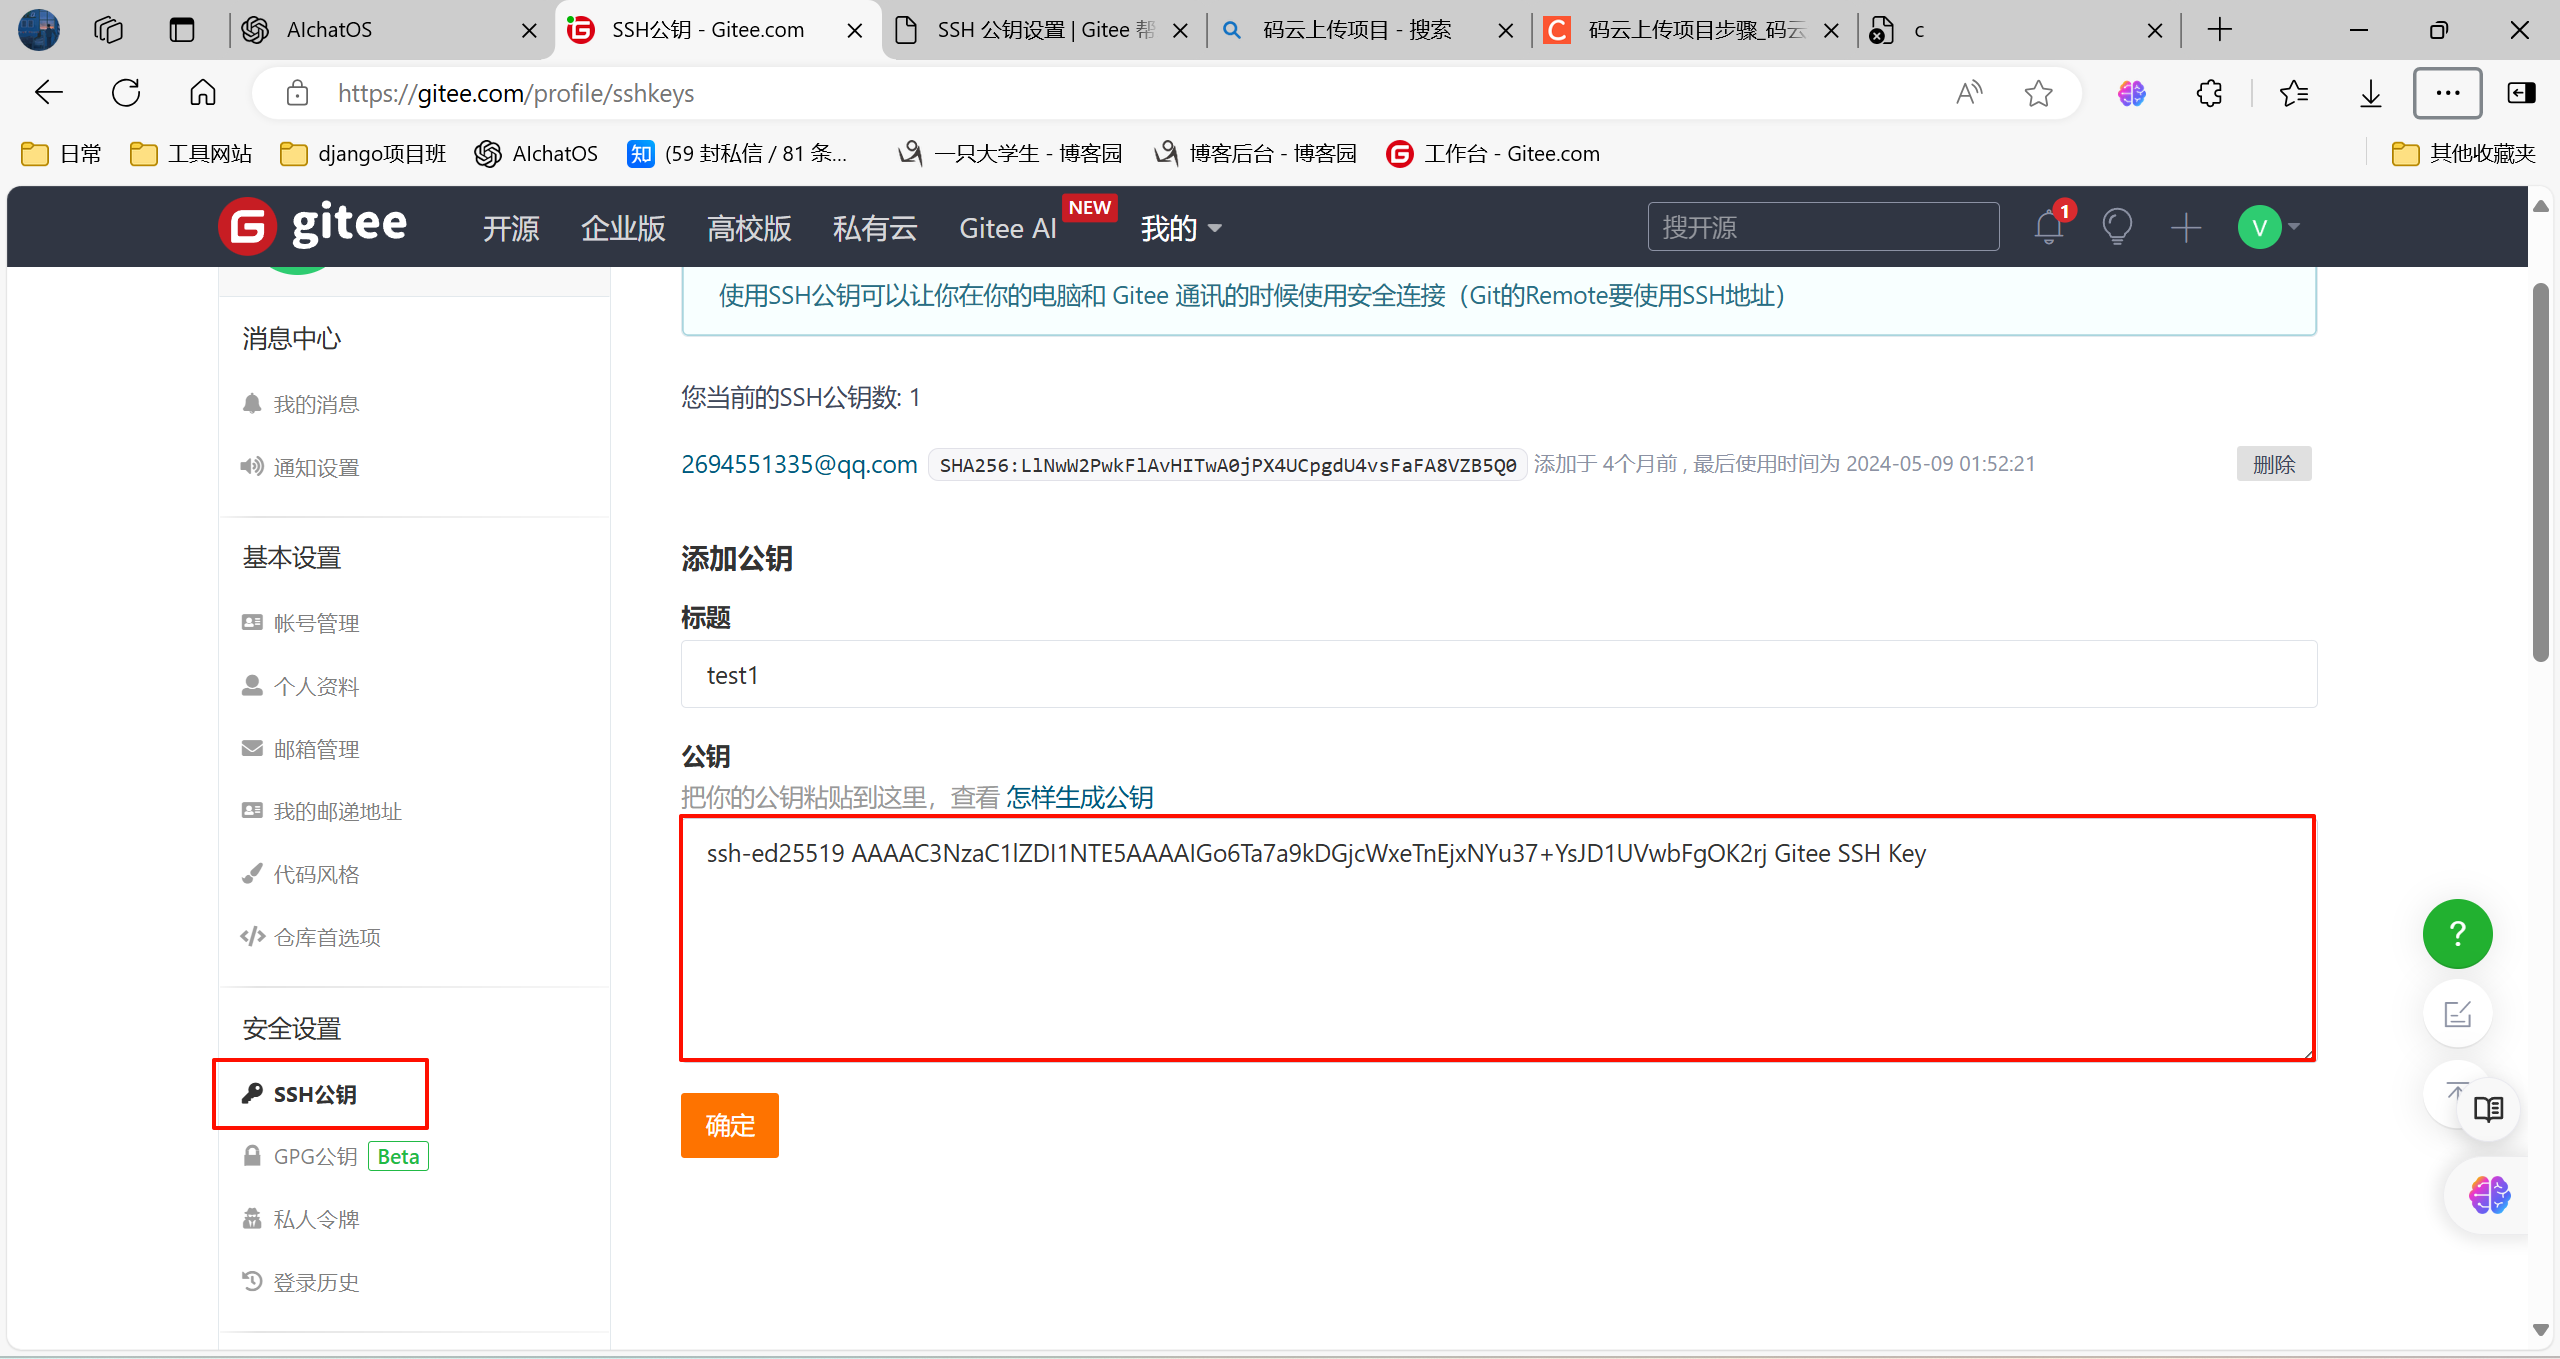 AIchatOS
SSH公钥 - Gitee.com
SSH 公钥设置 | Gitee 帮
码云上传项目 - 搜索
码云上传项目步骤_码云
c
https://gitee.com/profile/sshkeys
日常
工具网站
django项目班
AIchatOS
(59 封私信 / 81 条...
一只大学生 - 博客园
博客后台 - 博客园
工作台 - Gitee.com
其他收藏夹
gitee
开源
企业版
高校版
私有云
Gitee AI
NEW
我的
搜开源
1
V
使用SSH公钥可以让你在你的电脑和 Gitee 通讯的时候使用安全连接（Git的Remote要使用SSH地址）
消息中心
我的消息
通知设置
基本设置
帐号管理
个人资料
邮箱管理
我的邮递地址
代码风格
仓库首选项
安全设置
SSH公钥
GPG公钥 Beta
私人令牌
登录历史
您当前的SSH公钥数: 1
2694551335@qq.com SHA256:LlNwW2PwkFlAvHITwA0jPX4UCpgdU4vsFaFA8VZB5Q0 添加于 4个月前 , 最后使用时间为 2024-05-09 01:52:21
删除
添加公钥
标题
test1
公钥
把你的公钥粘贴到这里，查看 怎样生成公钥
ssh-ed25519 AAAAC3NzaC1lZDI1NTE5AAAAIGo6Ta7a9kDGjcWxeTnEjxNYu37+YsJD1UVwbFgOK2rj Gitee SSH Key
确定